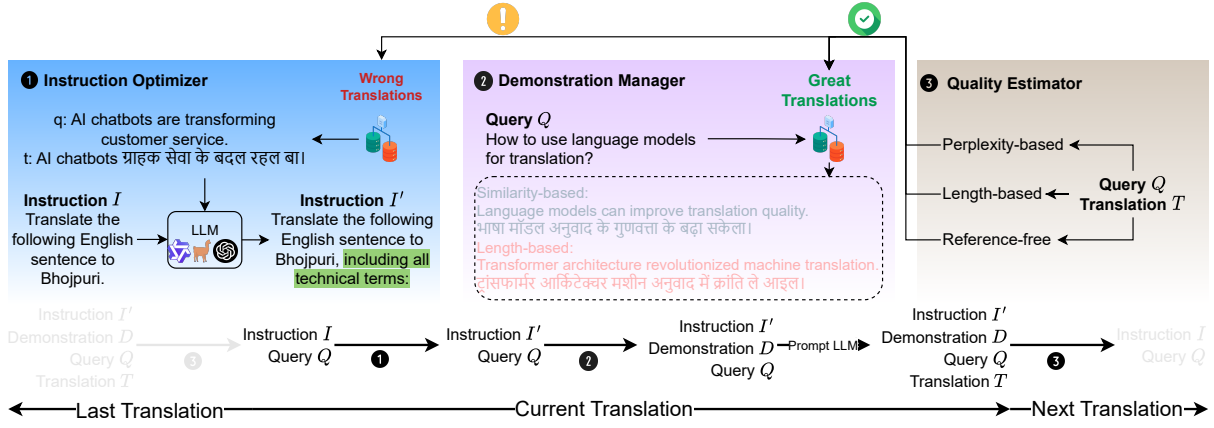 1 Instruction Optimizer
Wrong
Translations
q: AI chatbots are transforming
customer service.
t: AI chatbots ग्राहक सेवा के बदल रहल बा।
Instruction I
Translate the
following English
sentence to
Bhojpuri.
LLM
Instruction I′
Translate the following
English sentence to
Bhojpuri, including all
technical terms:
2 Demonstration Manager
Great
Translations
Query Q
How to use language models
for translation?
Similarity-based:
Language models can improve translation quality.
भाषा मॉडल अनुवाद के गुणवत्ता के बढ़ा सकेला।
Length-based:
Transformer architecture revolutionized machine translation.
ट्रांसफार्मर आर्किटेक्चर मशीन अनुवाद में क्रांति ले आइल।
3 Quality Estimator
Perplexity-based
Length-based
Reference-free
Query Q
Translation T
Instruction I′
Demonstration D
Query Q
Translation T
3
Instruction I
Query Q
1
Instruction I′
Query Q
2
Instruction I′
Demonstration D
Query Q
Prompt LLM
Instruction I′
Demonstration D
Query Q
Translation T
3
Instruction I
Query Q
Last Translation
Current Translation
Next Translation